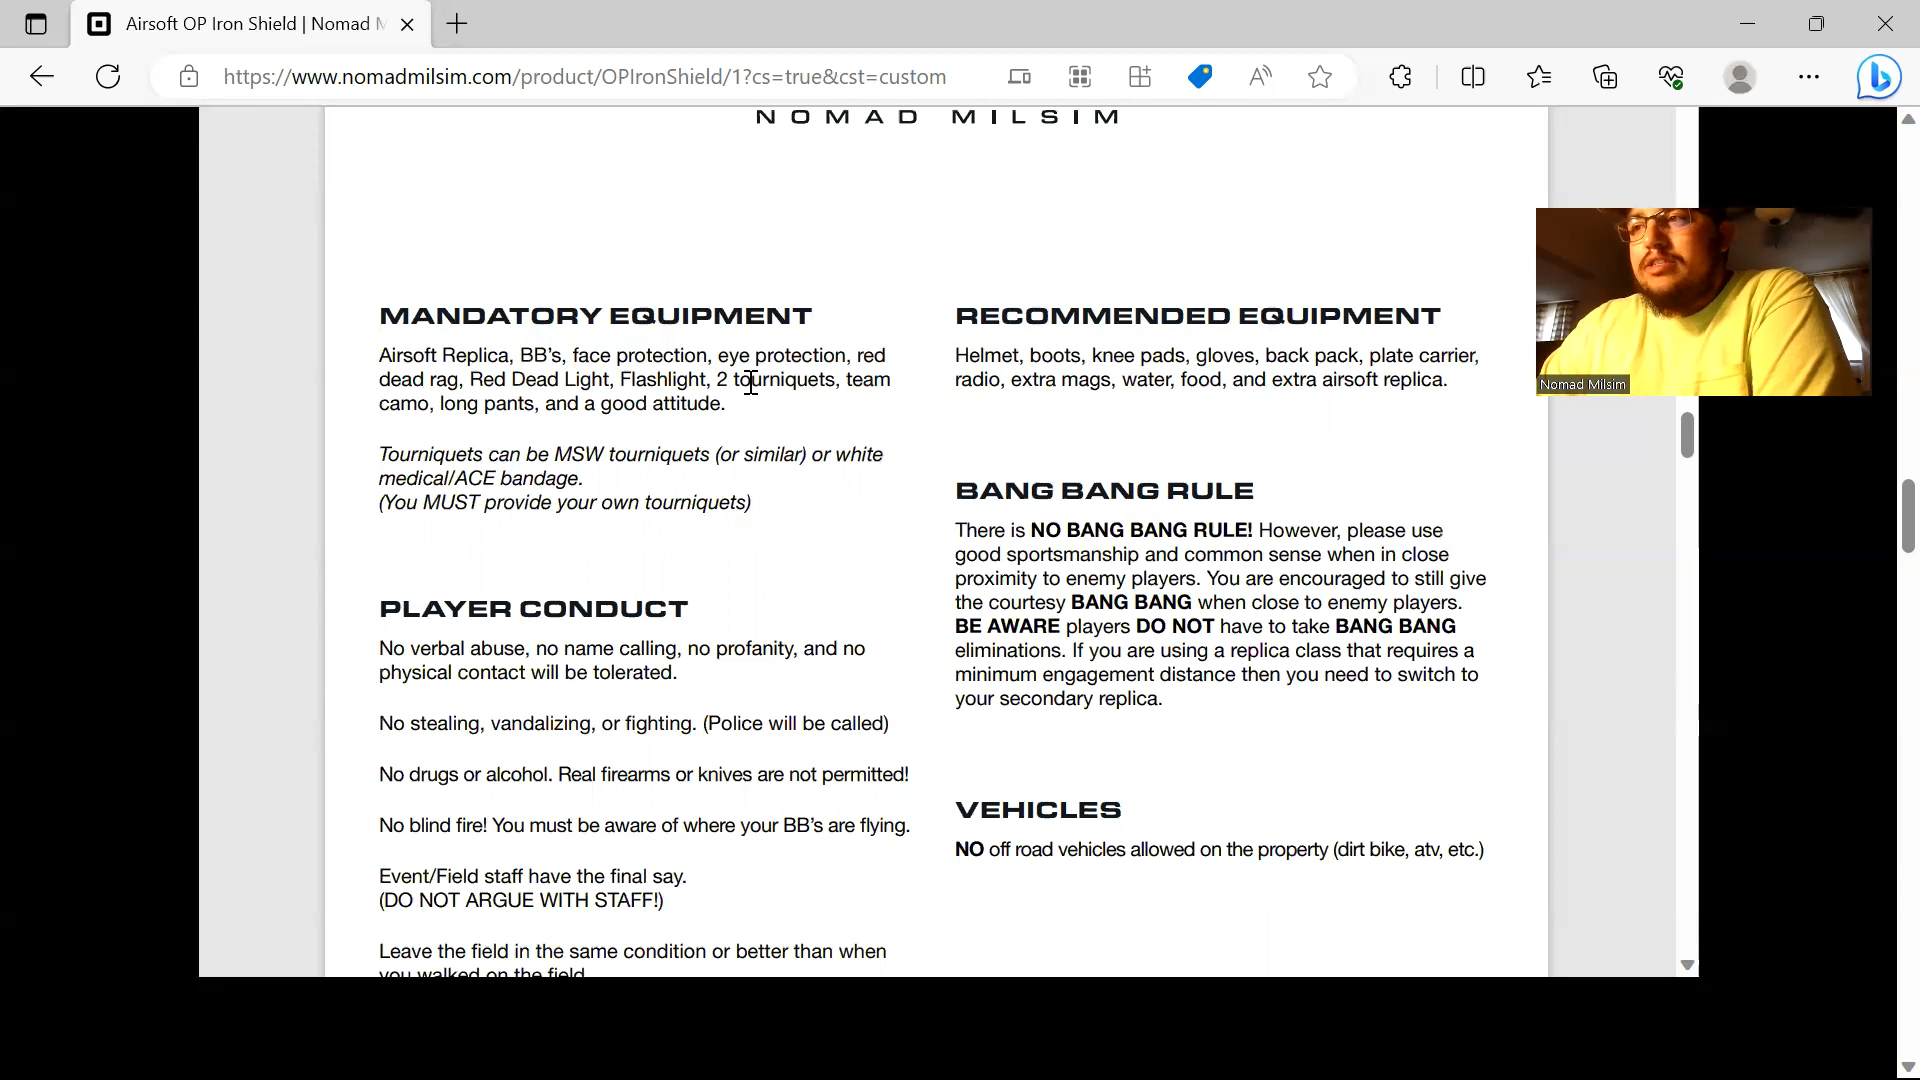 Airsoft OP Iron Shield | Nomad M
https://www.nomadmilsim.com/product/OPIronShield/1?cs=true&cst=custom
NOMAD MILSIM
MANDATORY EQUIPMENT
Airsoft Replica, BB's, face protection, eye protection, red
dead rag, Red Dead Light, Flashlight, 2 tourniquets, team
camo, long pants, and a good attitude.
Tourniquets can be MSW tourniquets (or similar) or white
medical/ACE bandage.
(You MUST provide your own tourniquets)
PLAYER CONDUCT
No verbal abuse, no name calling, no profanity, and no
physical contact will be tolerated.
No stealing, vandalizing, or fighting. (Police will be called)
No drugs or alcohol. Real firearms or knives are not permitted!
No blind fire! You must be aware of where your BB's are flying.
Event/Field staff have the final say.
(DO NOT ARGUE WITH STAFF!)
Leave the field in the same condition or better than when
you walked on the field.
RECOMMENDED EQUIPMENT
Helmet, boots, knee pads, gloves, back pack, plate carrier,
radio, extra mags, water, food, and extra airsoft replica.
BANG BANG RULE
There is NO BANG BANG RULE! However, please use
good sportsmanship and common sense when in close
proximity to enemy players. You are encouraged to still give
the courtesy BANG BANG when close to enemy players.
BE AWARE players DO NOT have to take BANG BANG
eliminations. If you are using a replica class that requires a
minimum engagement distance then you need to switch to
your secondary replica.
VEHICLES
NO off road vehicles allowed on the property (dirt bike, atv, etc.)
Nomad Milsim